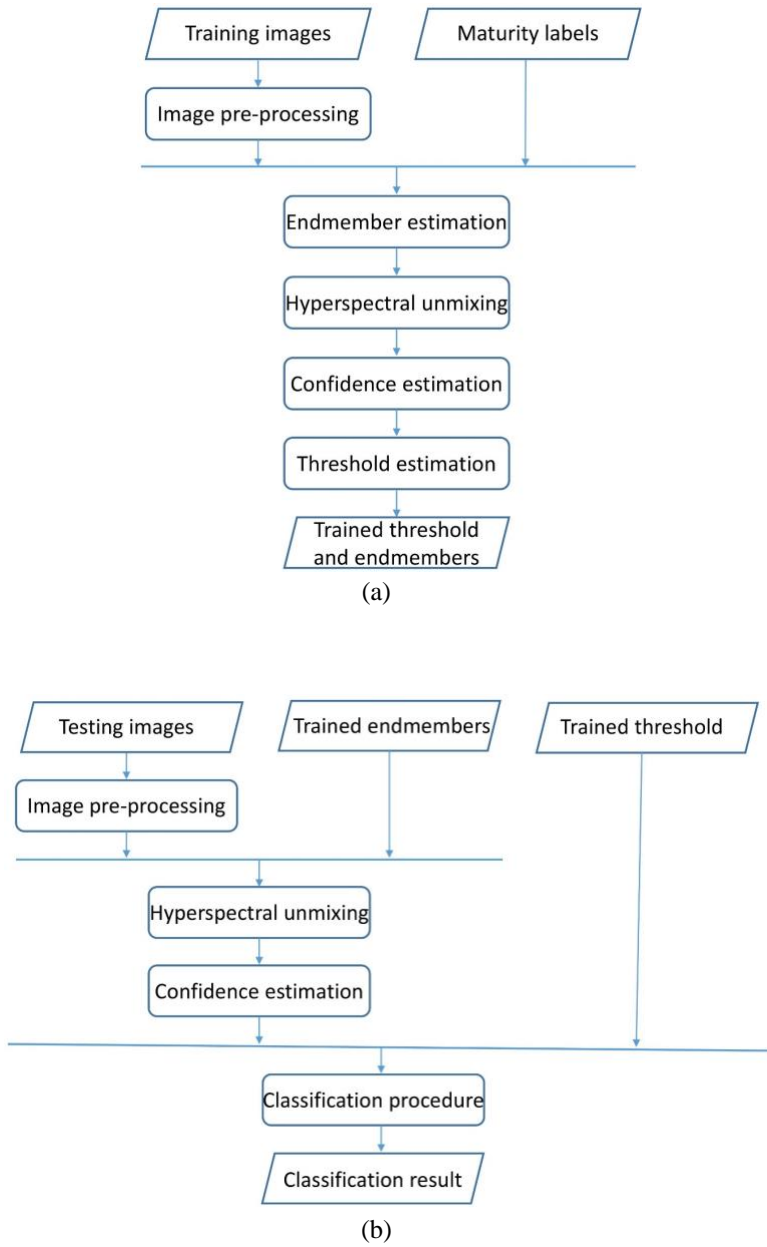 Training images
Maturity labels
Image pre-processing
Endmember estimation
Hyperspectral unmixing
Confidence estimation
Threshold estimation
Trained threshold
and endmembers
(a)
Testing images
Trained endmembers
Trained threshold
Image pre-processing
Hyperspectral unmixing
Confidence estimation
Classification procedure
Classification result
(b)